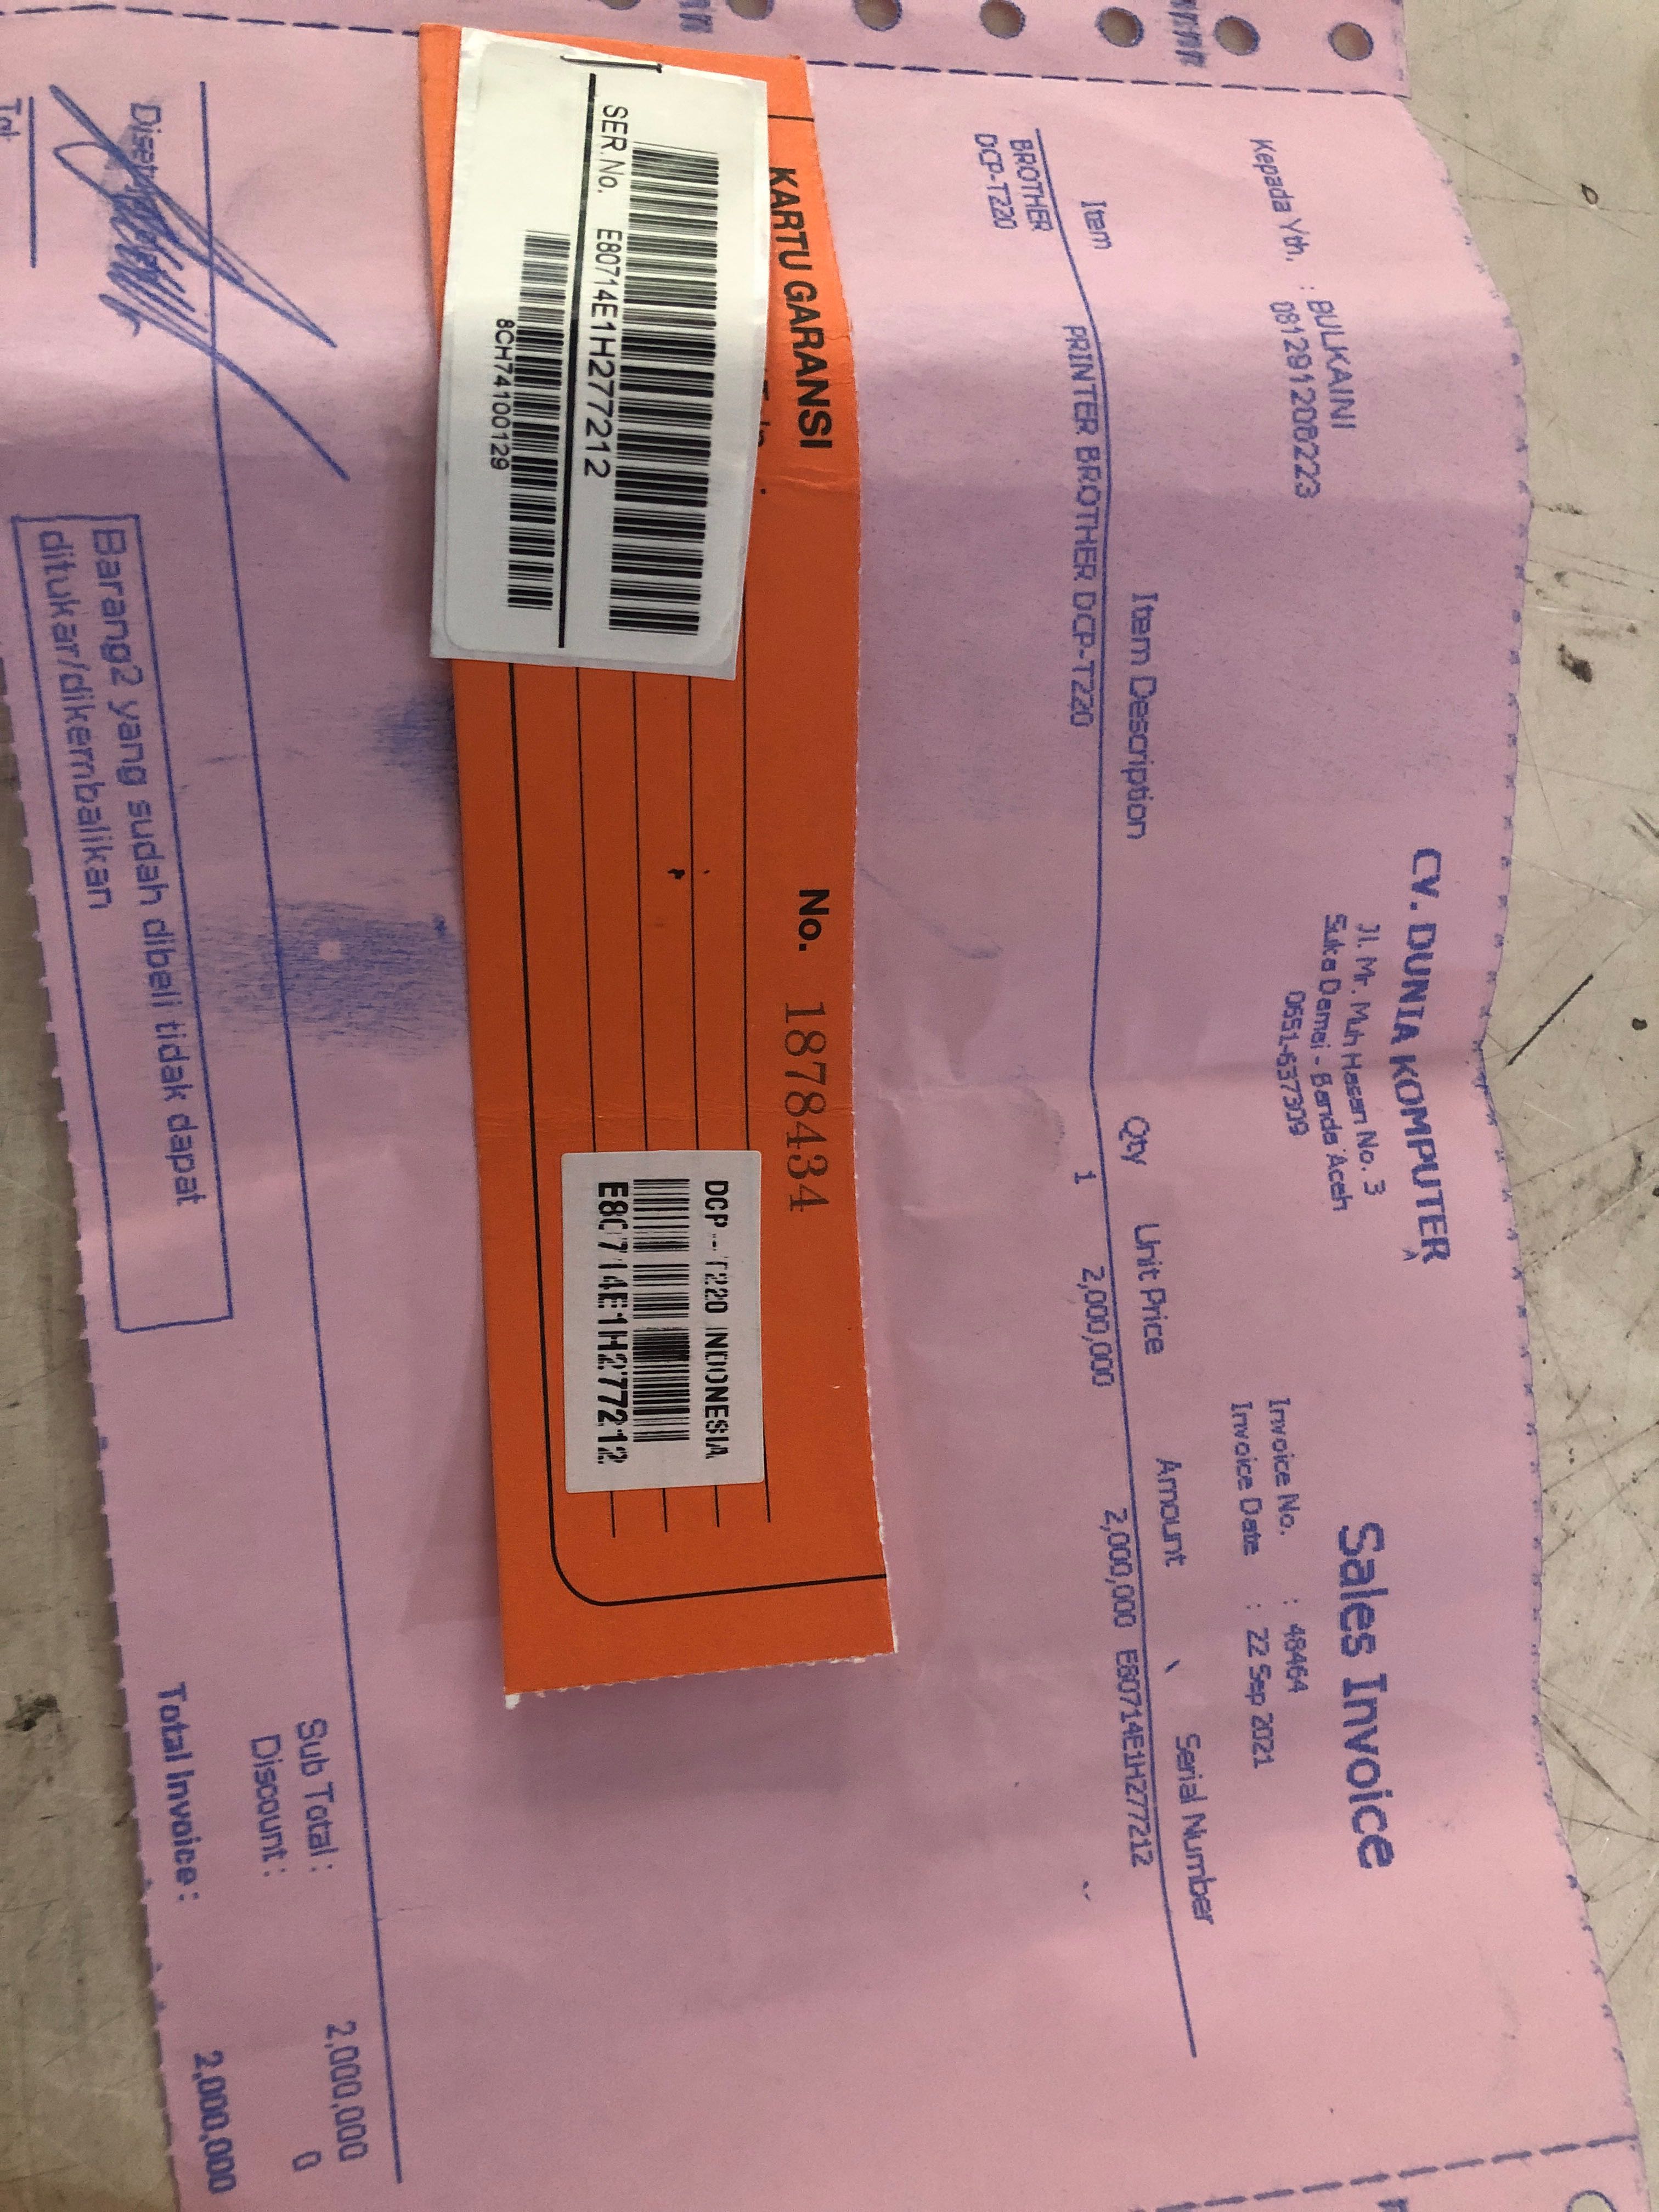 CV. DUNIA KOMPUTER
Jl. Mr. Muh Hasan No. 3
Suka Damai - Banda Aceh
0651-637309
Sales Invoice
Kepada Yth. : BULKAINI
081291208223
Invoice No. : 48464
Invoice Date : 22 Sep 2021
Item Item Description Qty Unit Price Amount Serial Number
BROTHER PRINTER BROTHER DCP-T220 1 2,000,000 2,000,000 E80714E1H277212
DCP-T220
KARTU GARANSI No. 1878434
SER.No. E80714E1H277212
8CH74100129
DCP-T220 INDONESIA
E80714E1H277212
Sub Total : 2,000,000
Discount : 0
Total Invoice : 2,000,000
Barang2 yang sudah dibeli tidak dapat
ditukar/dikembalikan